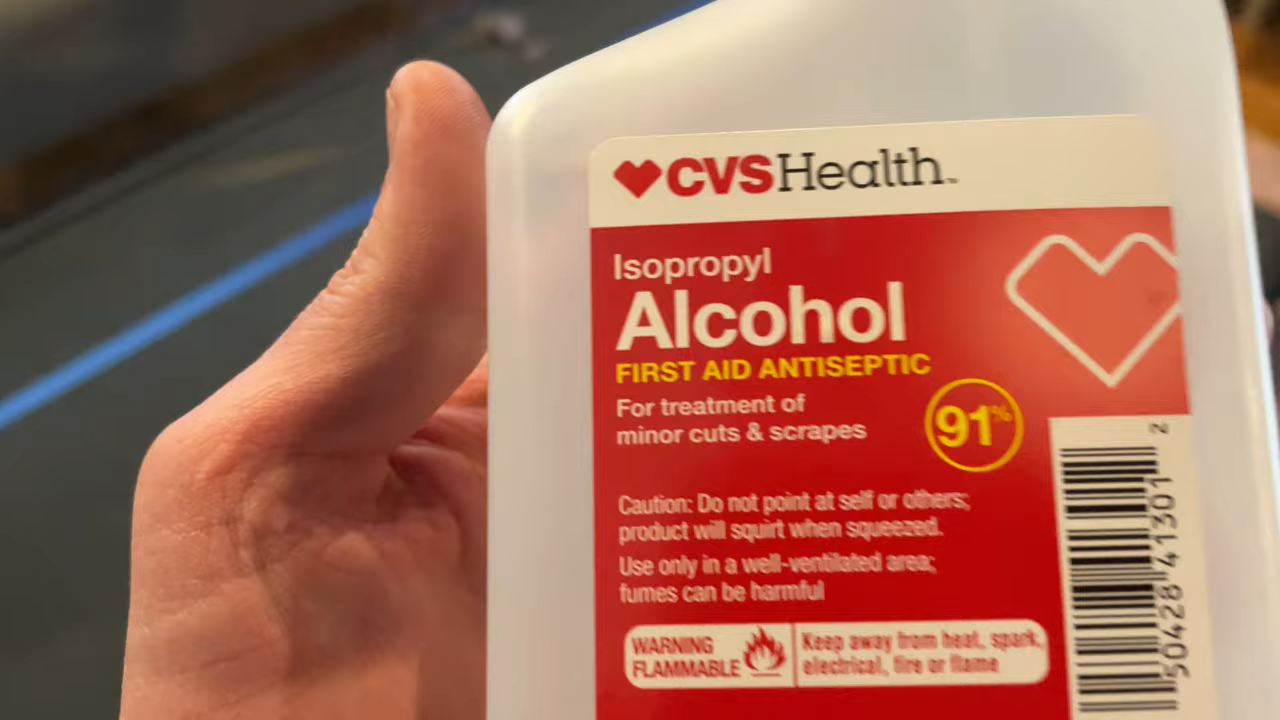 CVSHealth™
Isopropyl
Alcohol
FIRST AID ANTISEPTIC
For treatment of
minor cuts & scrapes
91%
Caution: Do not point at self or others;
product will squirt when squeezed.
Use only in a well-ventilated area;
fumes can be harmful
WARNING
FLAMMABLE
Keep away from heat, spark,
electrical, fire or flame
50428 41301 2